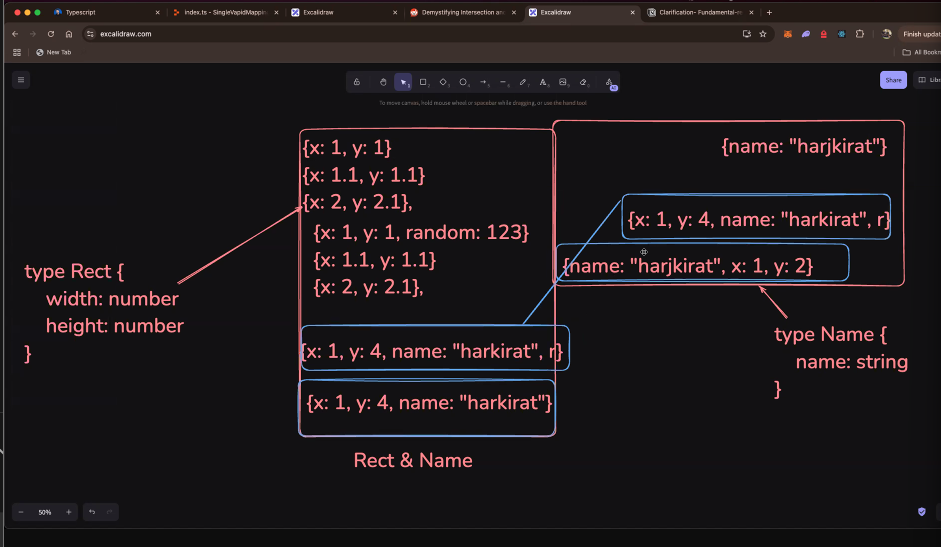 Typescript
index.ts - SingleVapidMappin
Excalidraw
Demystifying Intersection an
Excalidraw
Clarification- Fundamental-
excalidraw.com
Finish updat
New Tab
All Bookm
Share
Libr
To move canvas, hold mouse wheel or spacebar while dragging, or use the hand tool
{x: 1, y: 1}
{x: 1.1, y: 1.1}
{x: 2, y: 2.1},
{x: 1, y: 1, random: 123}
{x: 1.1, y: 1.1}
{x: 2, y: 2.1},
{x: 1, y: 4, name: "harkirat", r}
{x: 1, y: 4, name: "harkirat"}
Rect & Name
{name: "harjkirat"}
{x: 1, y: 4, name: "harkirat", r}
{name: "harjkirat", x: 1, y: 2}
type Rect {
width: number
height: number
}
type Name {
name: string
}
50%